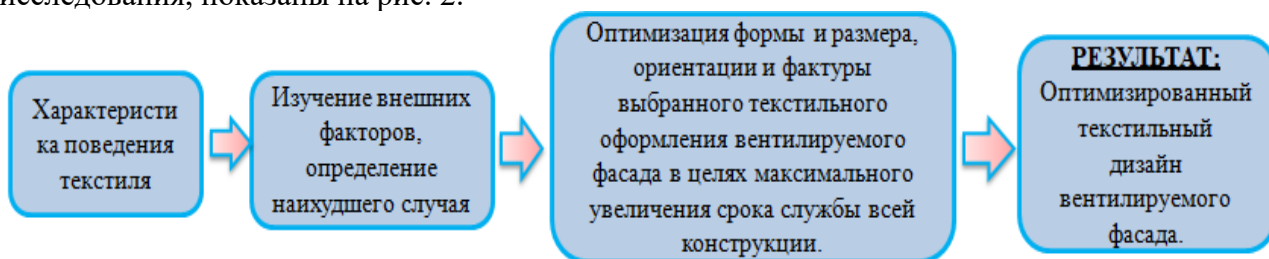 исследования, показаны на рис. 2.
Характеристи
ка поведения
текстиля
Изучение внешних
факторов,
определение
наихудшего случая
Оптимизация формы и размера,
ориентации и фактуры
выбранного текстильного
оформления вентилируемого
фасада в целях максимального
увеличения срока службы всей
конструкции.
РЕЗУЛЬТАТ:
Оптимизированный
текстильный
дизайн
вентилируемого
фасада.